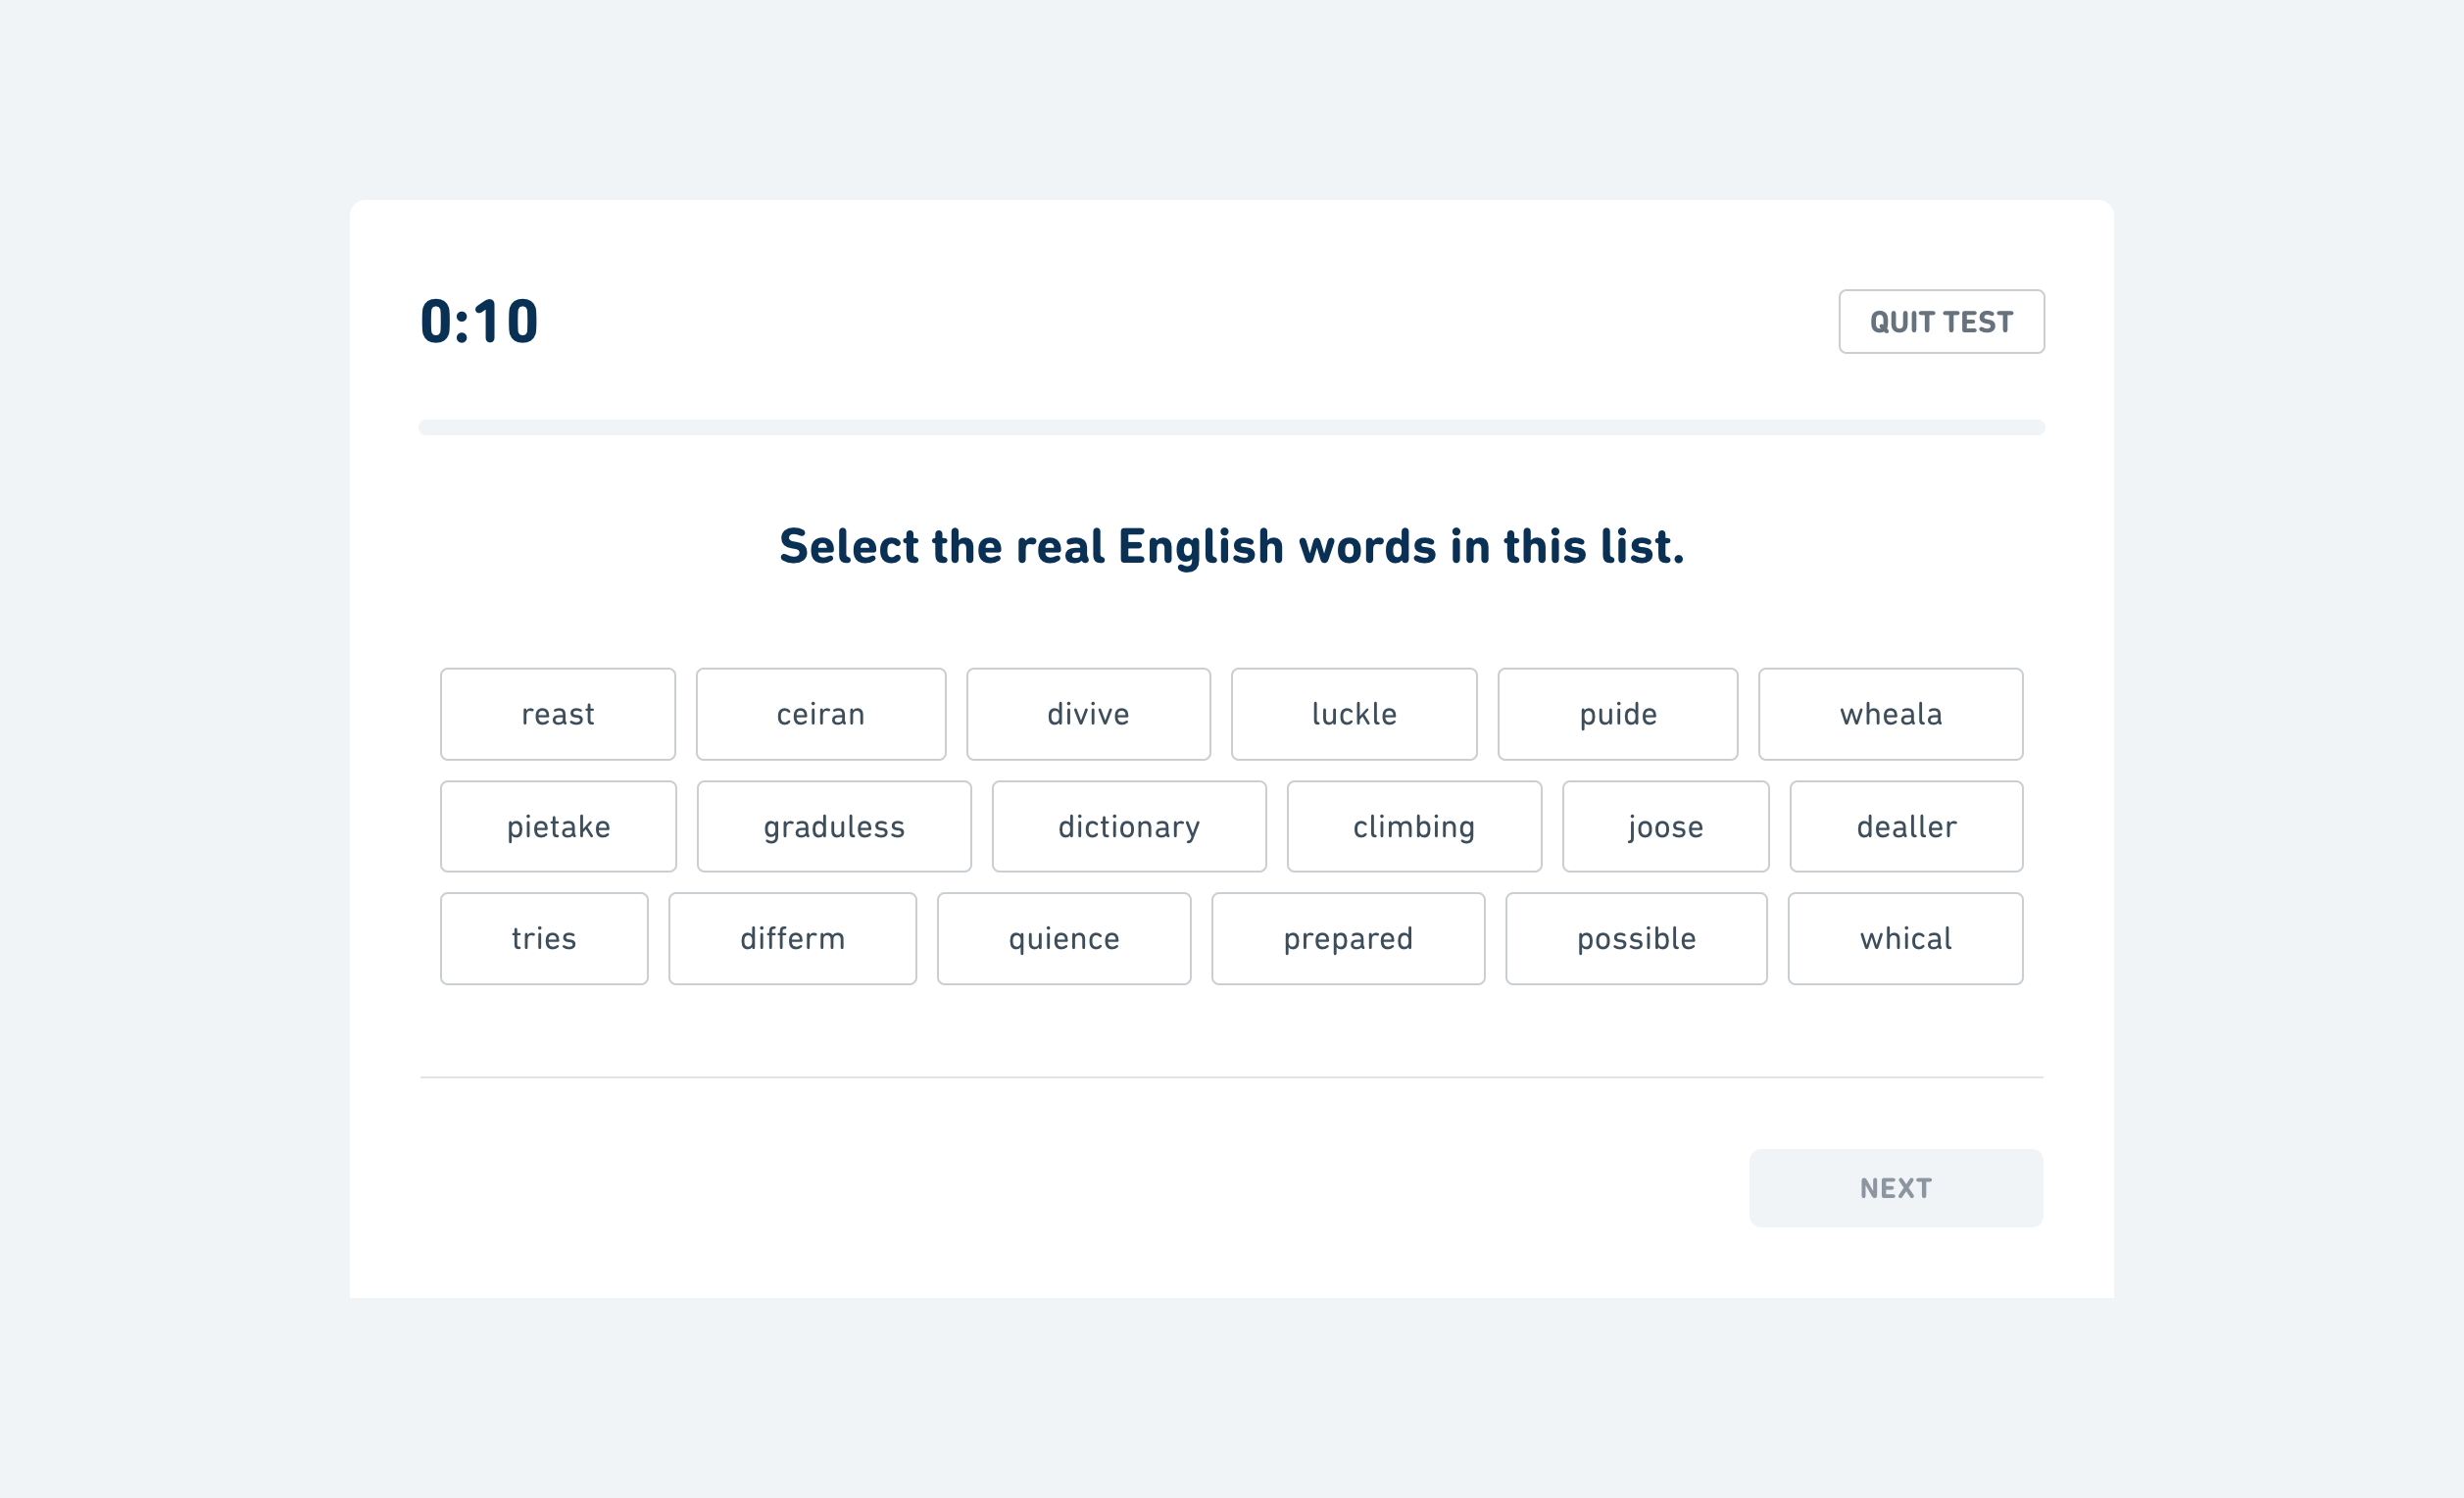 0:10
QUIT TEST
Select the real English words in this list.
reast ceiran divive luckle puide wheala
pietake graduless dictionary climbing joose dealler
tries differm quience prepared possible whical
NEXT